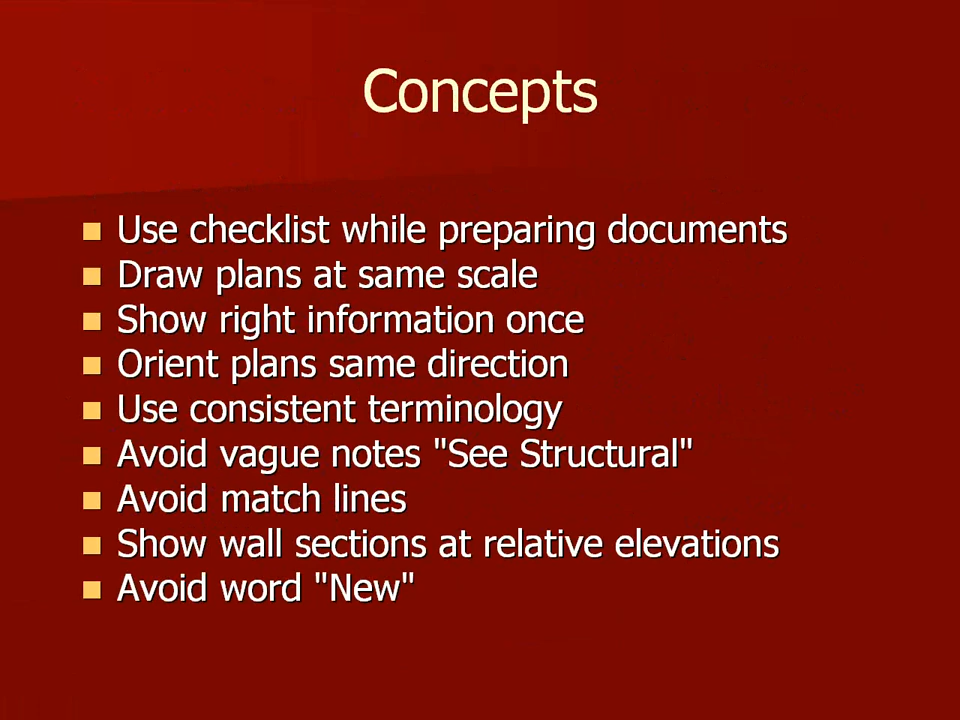 Concepts
Use checklist while preparing documents
Draw plans at same scale
Show right information once
Orient plans same direction
Use consistent terminology
Avoid vague notes "See Structural"
Avoid match lines
Show wall sections at relative elevations
Avoid word "New"